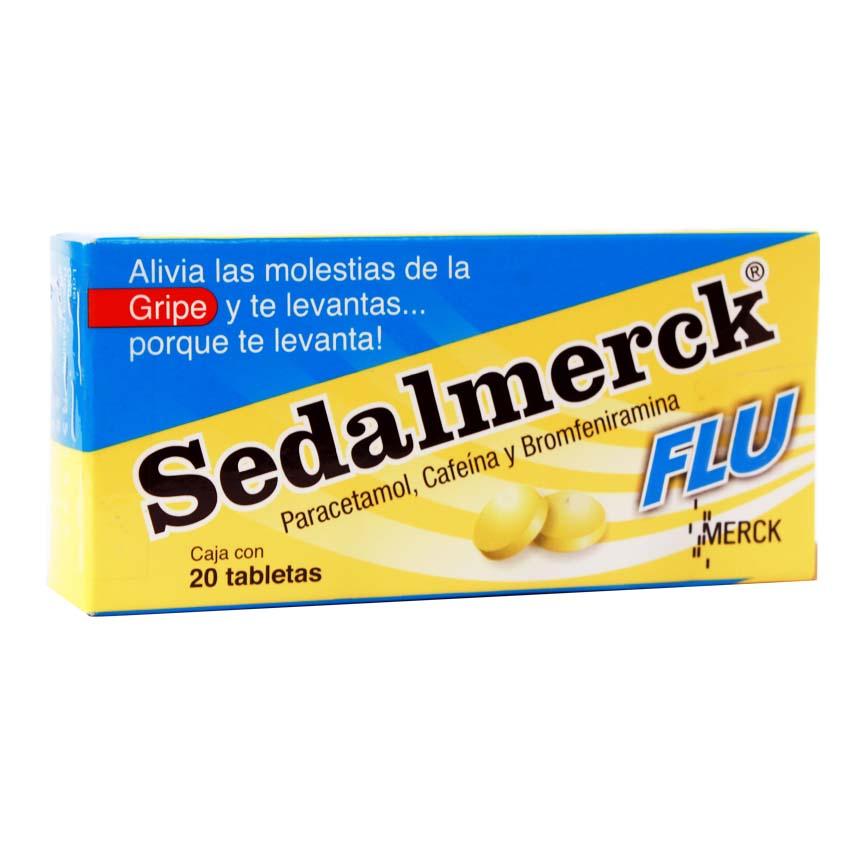 Alivia las molestias de la
Gripe y te levantas...
porque te levanta!
Sedalmerck®
Paracetamol, Cafeína y Bromfeniramina
FLU
MERCK
Caja con
20 tabletas